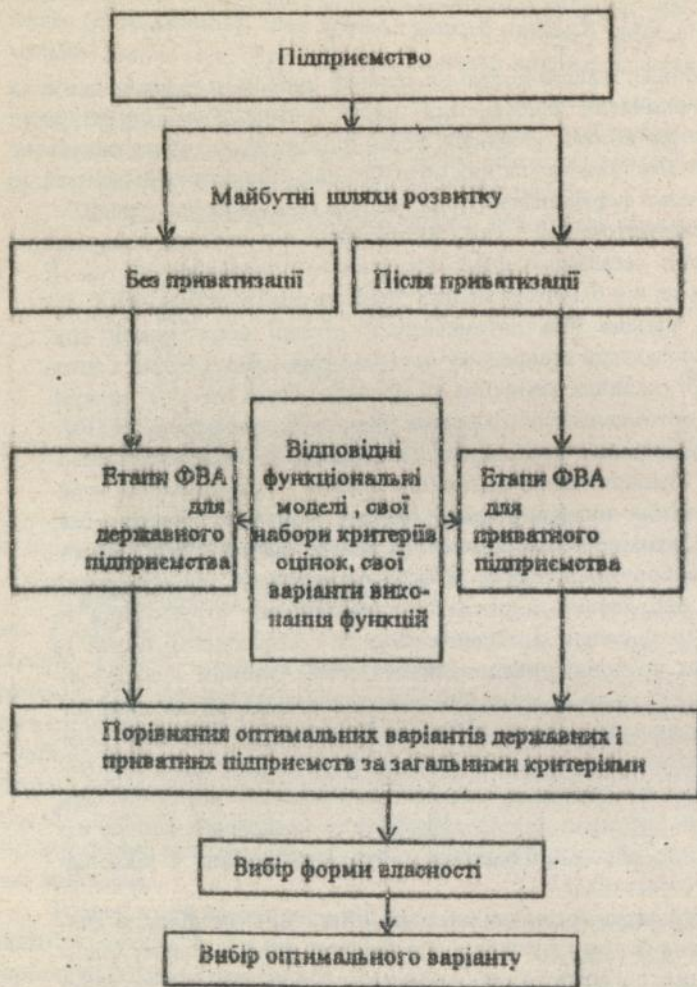 Підприємство
Майбутні шляхи розвитку
Без приватизації
Після приватизації
Етапи ФВА
для
державного
підприємства
Відповідні
функціональні
моделі , свої
набори критеріїв
оцінок, свої
варіанти вико-
нання функцій
Етапи ФВА
для
приватного
підприємства
Порівняння оптимальних варіантів державних і
приватних підприємств за загальними критеріями
Вибір форми власності
Вибір оптимального варіанту